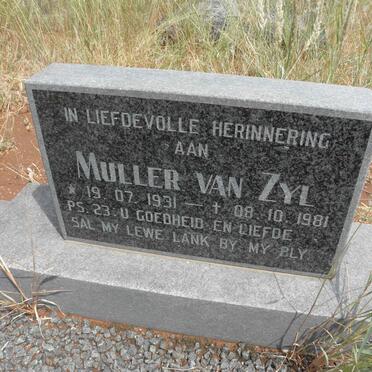 IN LIEFDEVOLLE HERINNERING
AAN
MULLER VAN ZYL
* 19.07.1931 – † 08.10.1981
PS. 23. U GOEDHEID EN LIEFDE
SAL MY LEWE LANK BY MY BLY